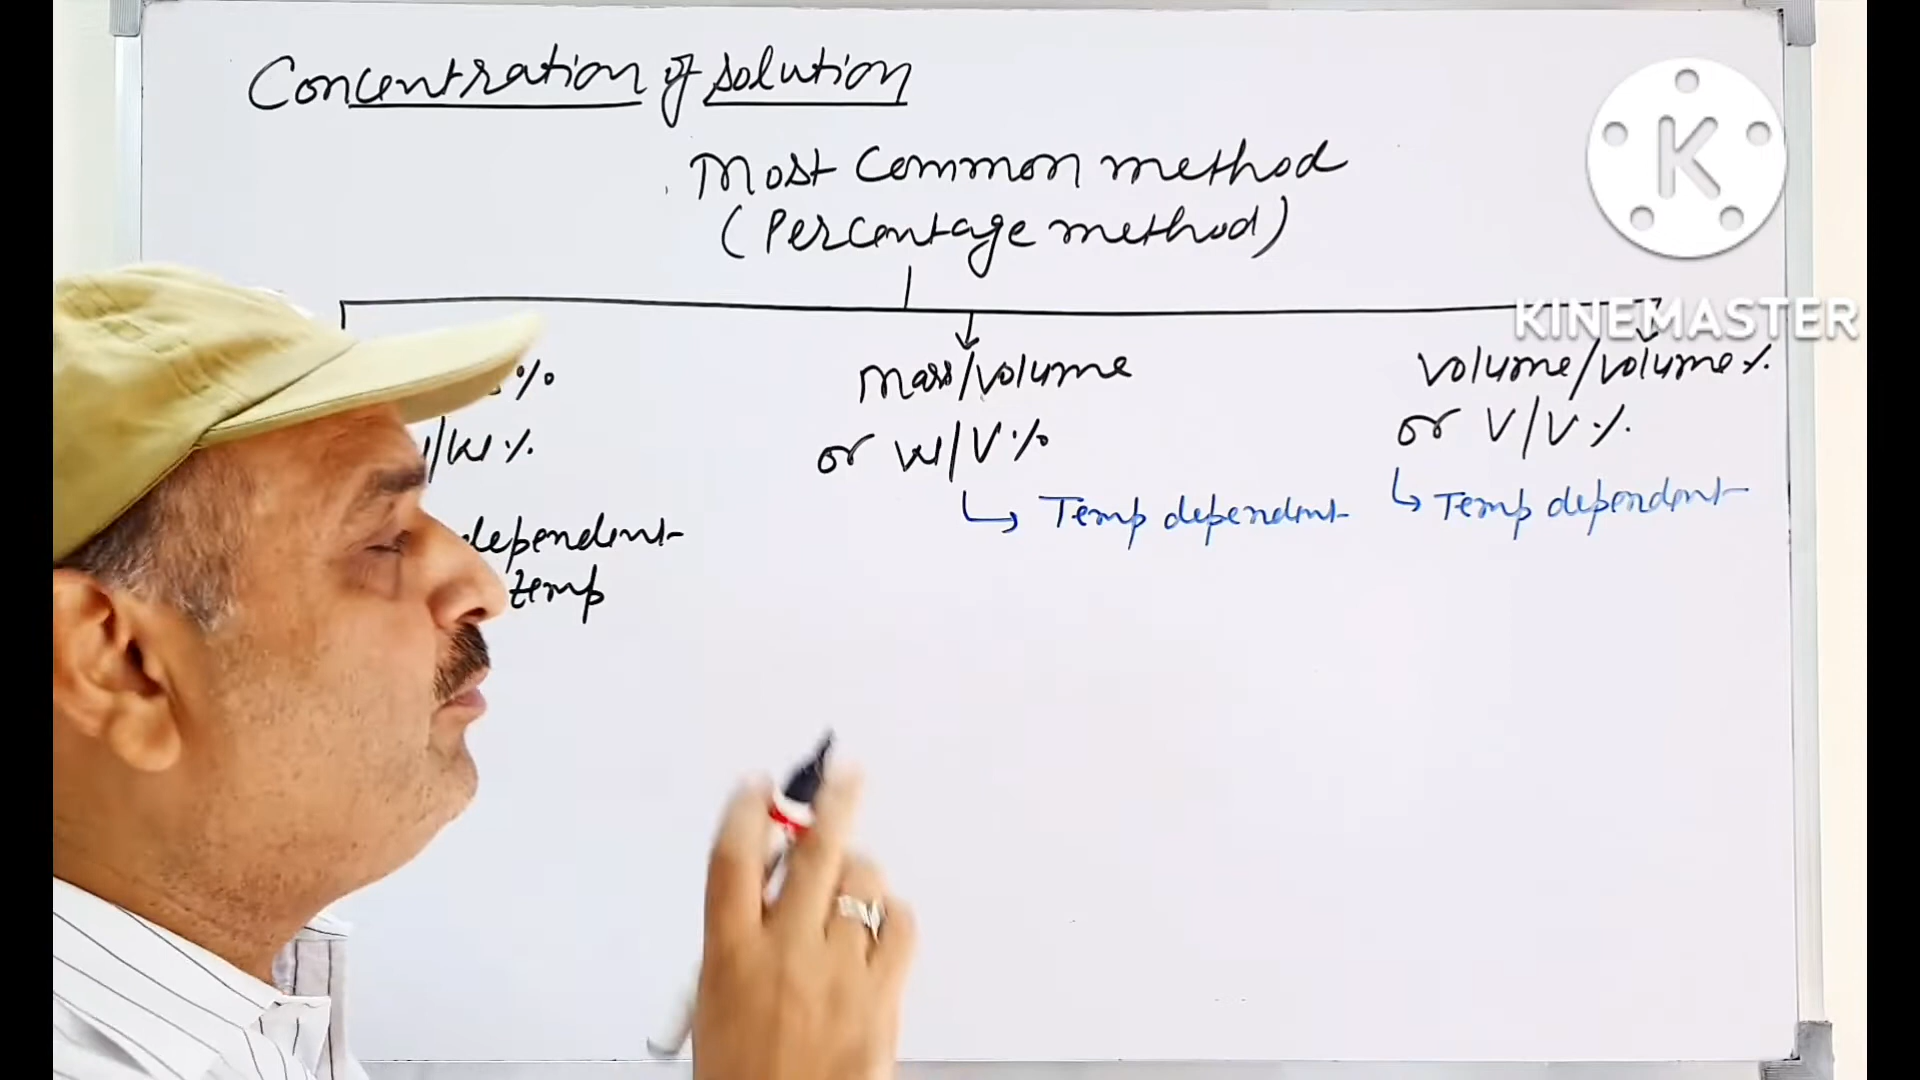 Concentration of solution
Most Common method
(Percentage method)
%
Mass/volume
volume/volume %
/W %
or W/V %
or V/V %
Temp dependent
Temp dependent
dependent
temp
K
KINEMASTER